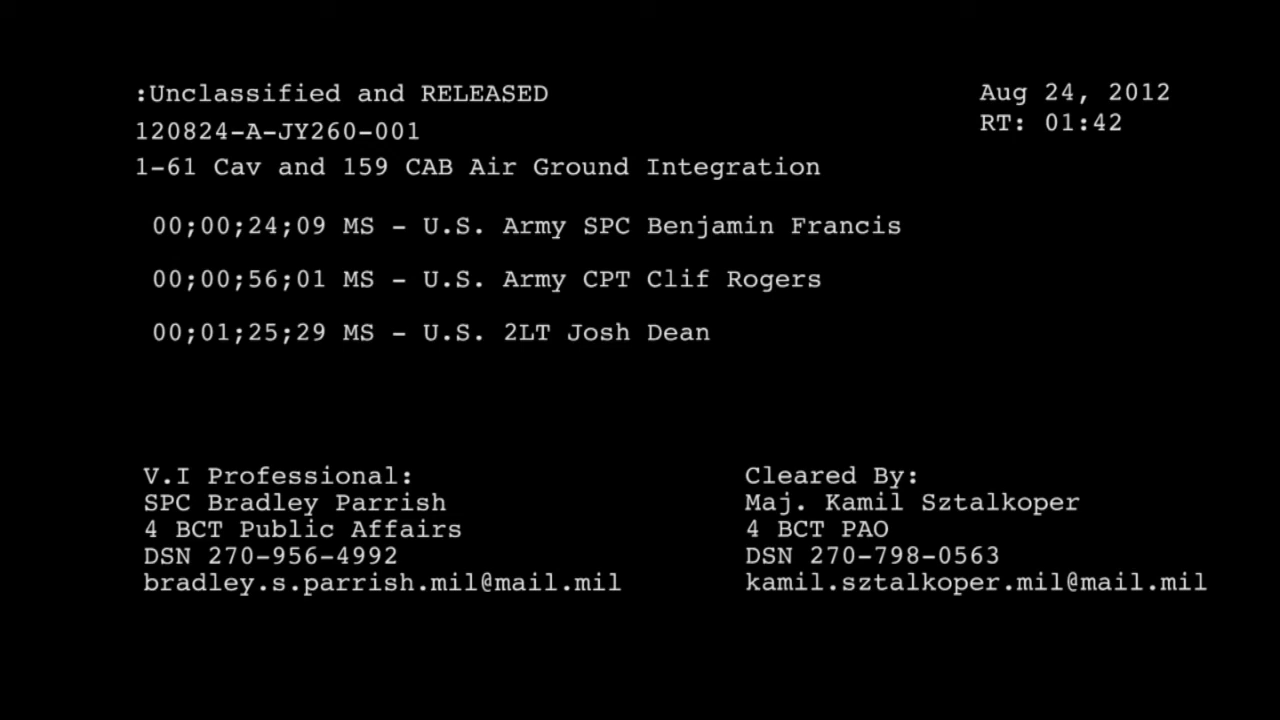 :Unclassified and RELEASED
Aug 24, 2012
120824-A-JY260-001
RT: 01:42
1-61 Cav and 159 CAB Air Ground Integration
00;00;24;09 MS - U.S. Army SPC Benjamin Francis
00;00;56;01 MS - U.S. Army CPT Clif Rogers
00;01;25;29 MS - U.S. 2LT Josh Dean
V.I Professional:
SPC Bradley Parrish
4 BCT Public Affairs
DSN 270-956-4992
bradley.s.parrish.mil@mail.mil
Cleared By:
Maj. Kamil Sztalkoper
4 BCT PAO
DSN 270-798-0563
kamil.sztalkoper.mil@mail.mil